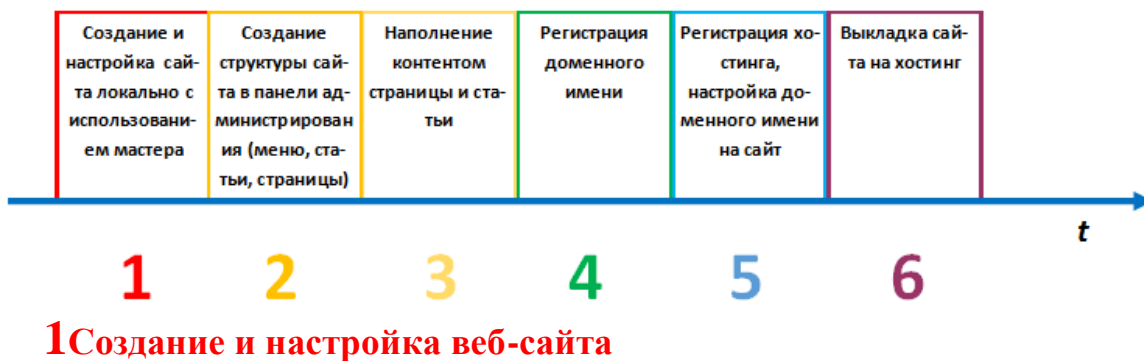 Создание и
настройка сай-
та локально с
использовани-
ем мастера
Создание
структуры сай-
та в панели ад-
министрирован
ия (меню, ста-
тьи, страницы)
Наполнение
контентом
страницы и ста-
тьи
Регистрация
доменного
имени
Регистрация хо-
стинга,
настройка до-
менного имени
на сайт
Выкладка сай-
та на хостинг
t
1 2 3 4 5 6
1Создание и настройка веб-сайта